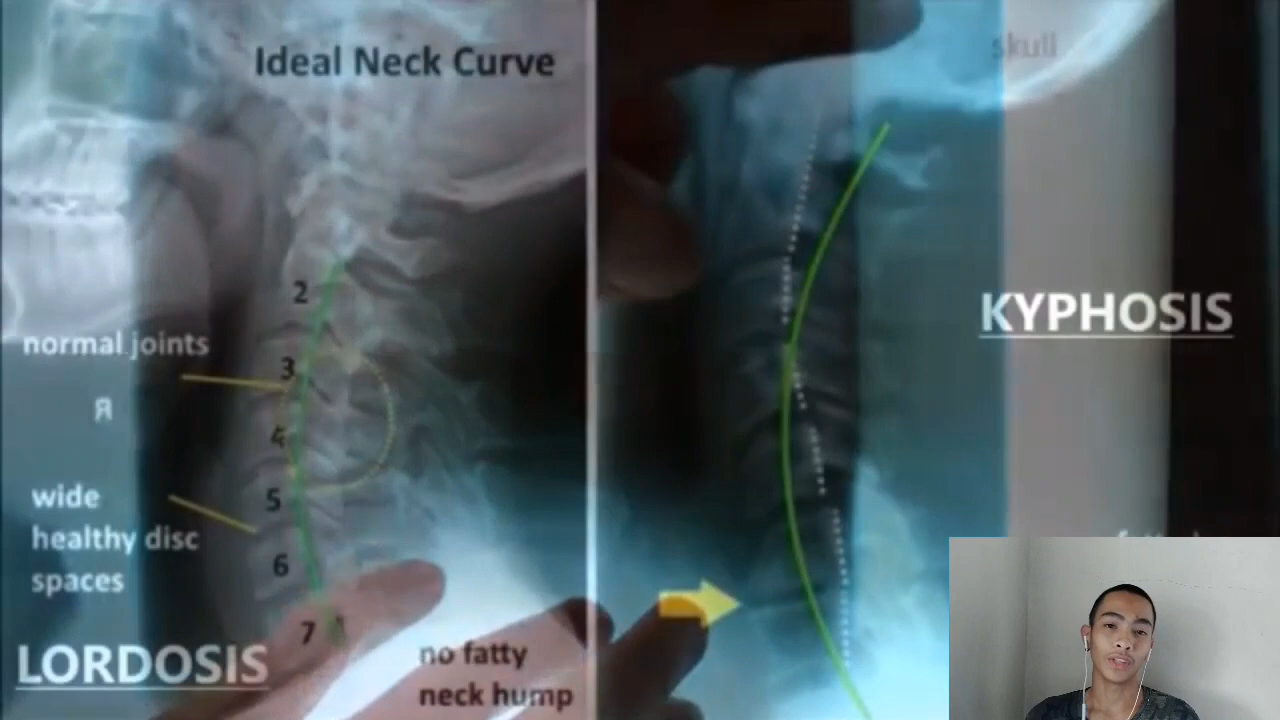 Ideal Neck Curve
skull
2
KYPHOSIS
normal joints
3
Я
4
wide
healthy disc
spaces
5
6
7
LORDOSIS
no fatty
neck hump